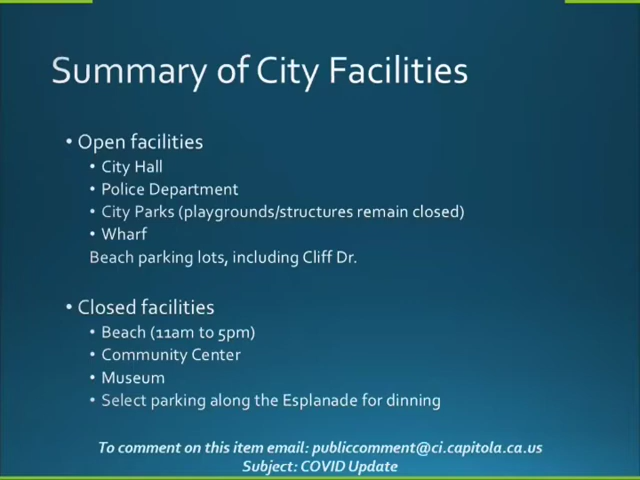 Summary of City Facilities
• Open facilities
• City Hall
• Police Department
• City Parks (playgrounds/structures remain closed)
• Wharf
Beach parking lots, including Cliff Dr.
• Closed facilities
• Beach (11am to 5pm)
• Community Center
• Museum
• Select parking along the Esplanade for dinning
To comment on this item email: publiccomment@ci.capitola.ca.us
Subject: COVID Update